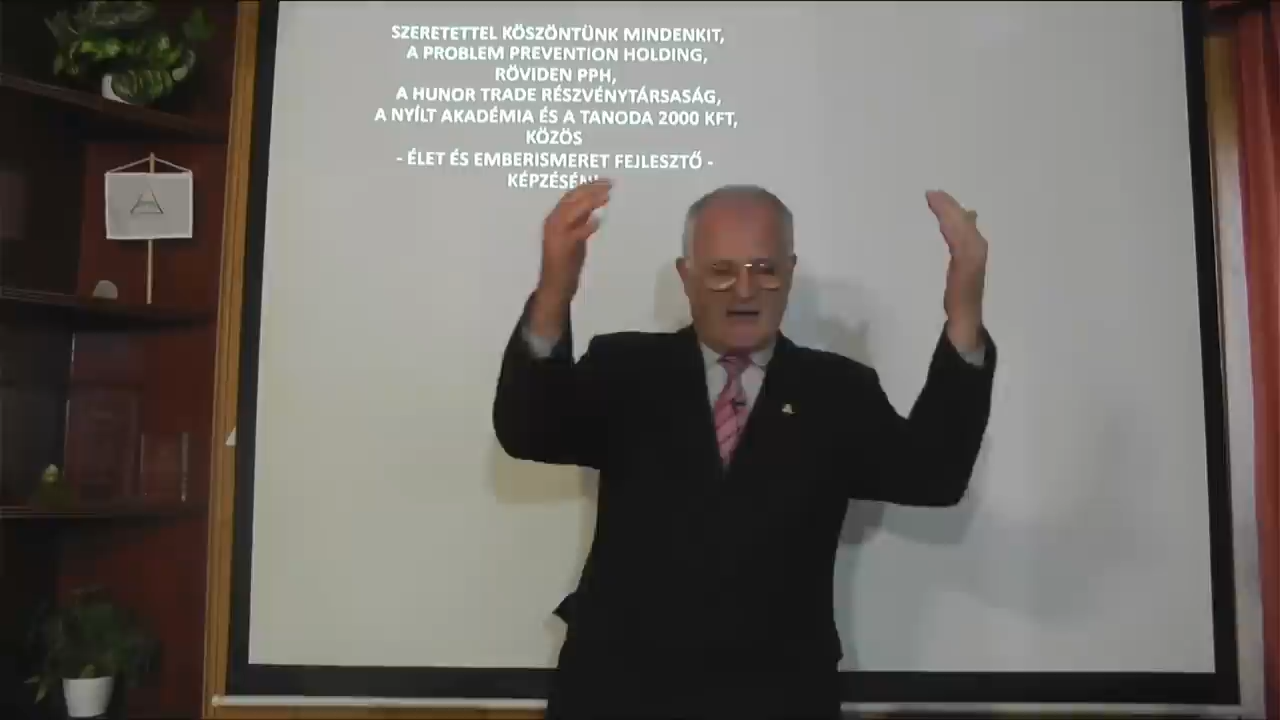 SZERETETTEL KÖSZÖNTÜNK MINDENKIT,
A PROBLEM PREVENTION HOLDING,
RÖVIDEN PPH,
A HUNOR TRADE RÉSZVÉNYTÁRSASÁG,
A NYÍLT AKADÉMIA ÉS A TANODA 2000 KFT,
KÖZÖS
- ÉLET ÉS EMBERISMERET FEJLESZTŐ -
KÉPZÉSÉN!